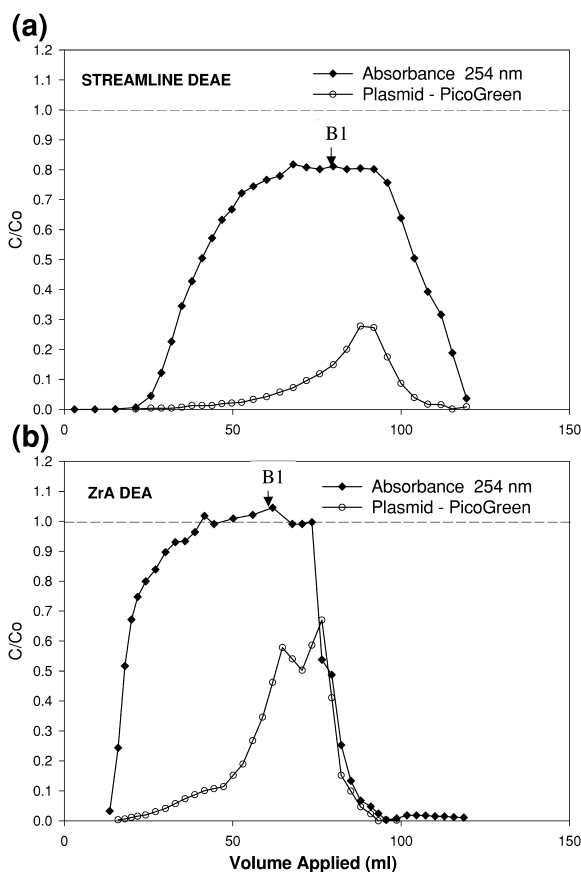 (a)
1.2
1.1
1.0
0.9
0.8
0.7
0.6
0.5
0.4
0.3
0.2
0.1
0.0
C/Co
STREAMLINE DEAE
Absorbance 254 nm
Plasmid - PicoGreen
B1
0 50 100 150
(b)
1.2
1.1
1.0
0.9
0.8
0.7
0.6
0.5
0.4
0.3
0.2
0.1
0.0
C/Co
ZrA DEA
Absorbance 254 nm
Plasmid - PicoGreen
B1
0 50 100 150
Volume Applied (ml)